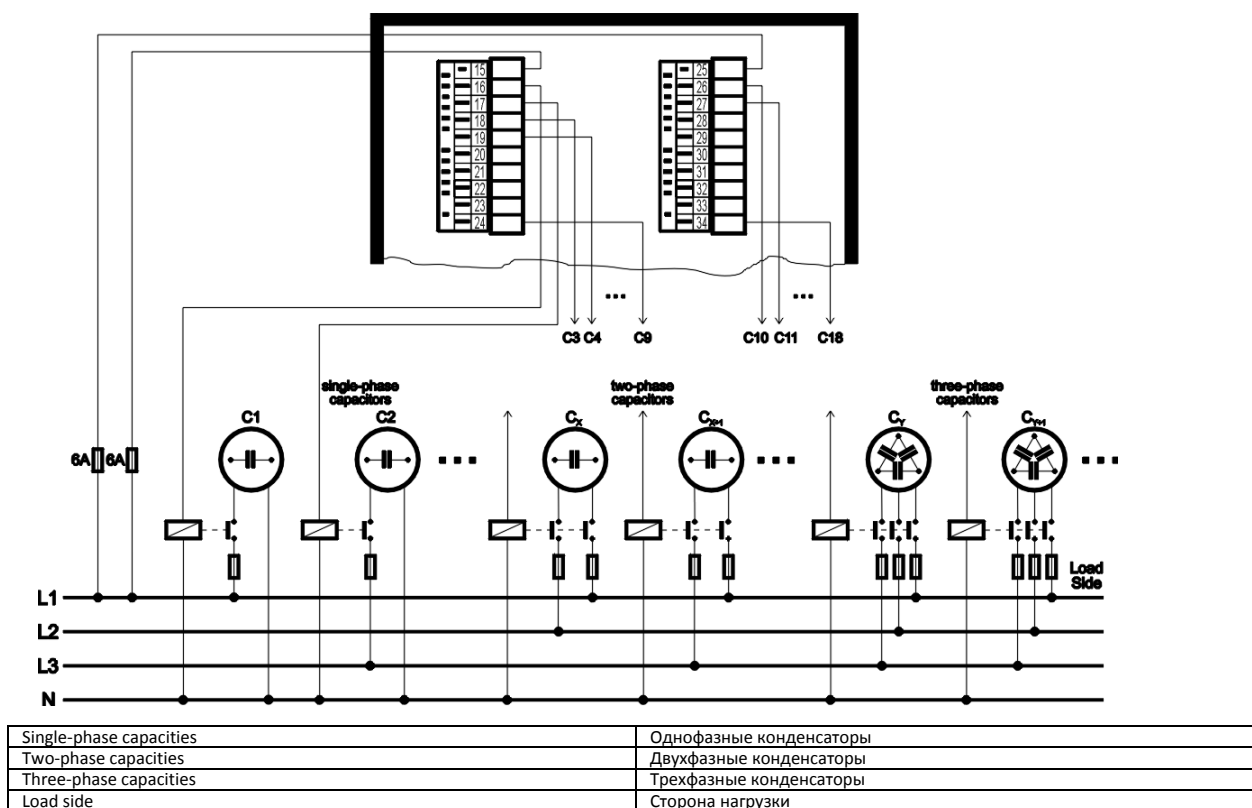 15 25
16 26
17 27
18 28
19 29
20 30
21 31
22 32
23 33
24 34
C3 C4 C9 C10 C11 C18
single-phase capacitors
two-phase capacitors
three-phase capacitors
C1 C2 CX CX+1 CY CY+1
6A 6A
Load Side
L1
L2
L3
N
Single-phase capacities Однофазные конденсаторы
Two-phase capacities Двухфазные конденсаторы
Three-phase capacities Трехфазные конденсаторы
Load side Сторона нагрузки